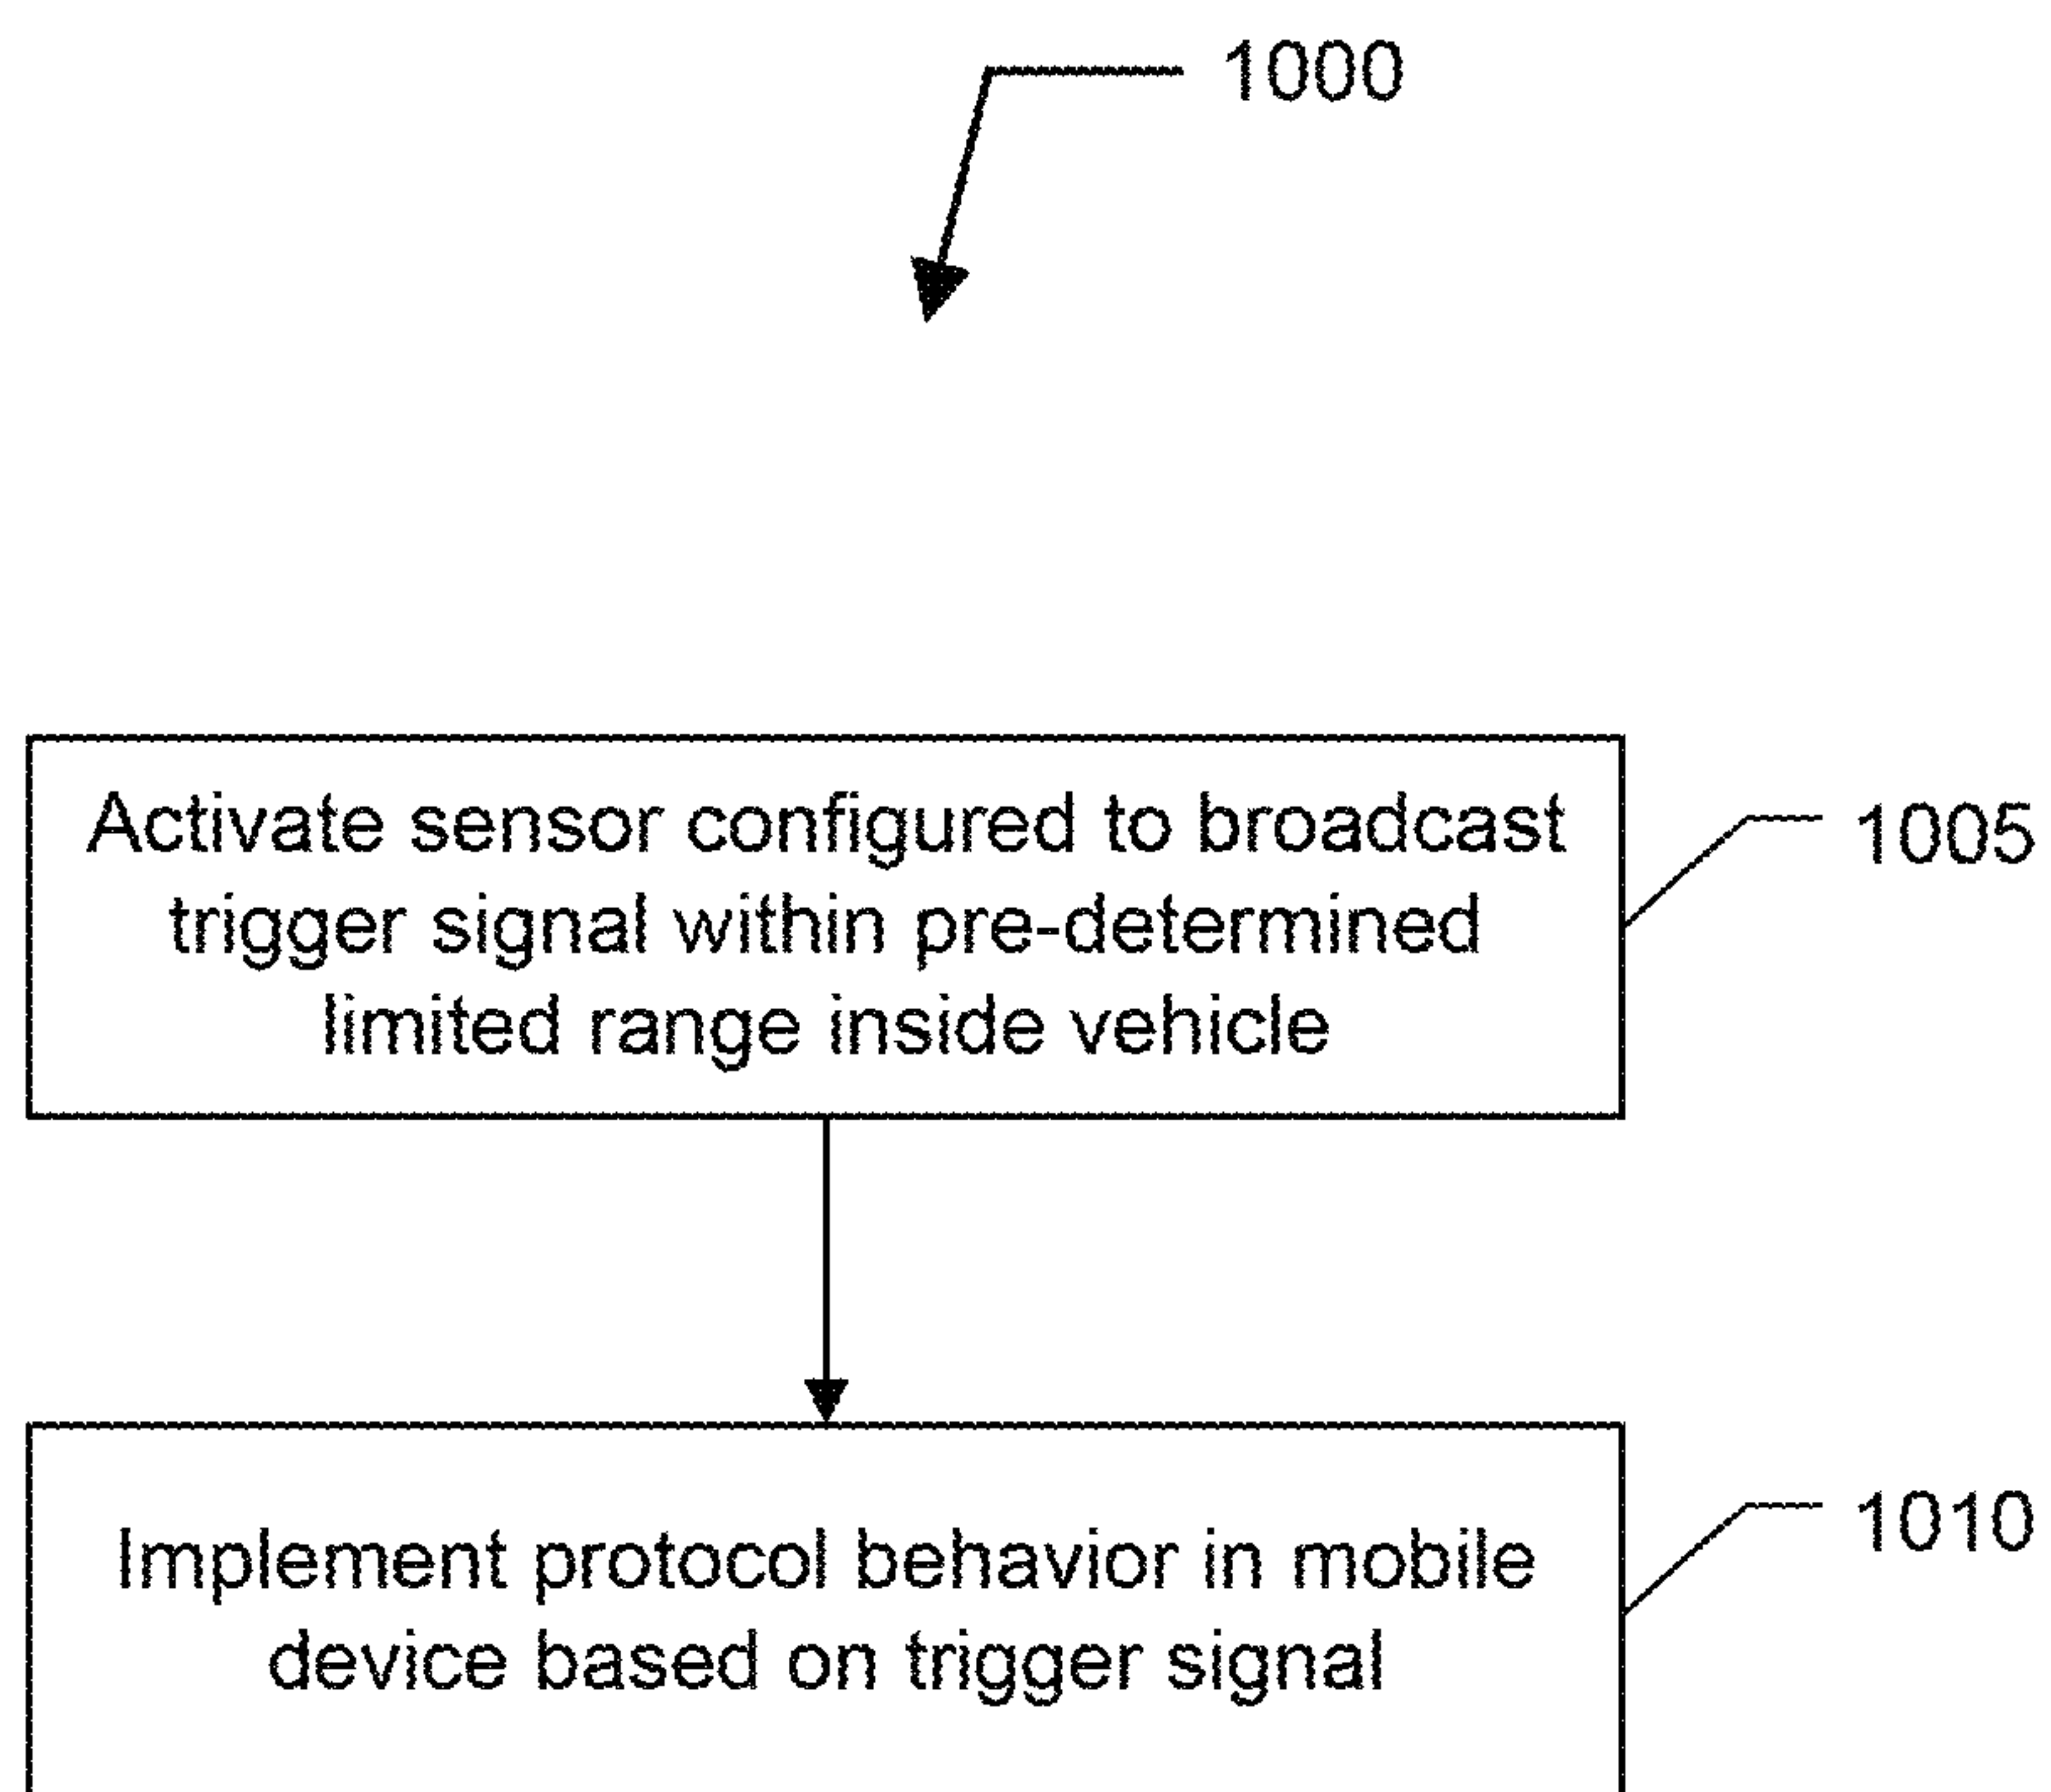 1000
Activate sensor configured to broadcast
trigger signal within pre-determined
limited range inside vehicle
1005
Implement protocol behavior in mobile
device based on trigger signal
1010